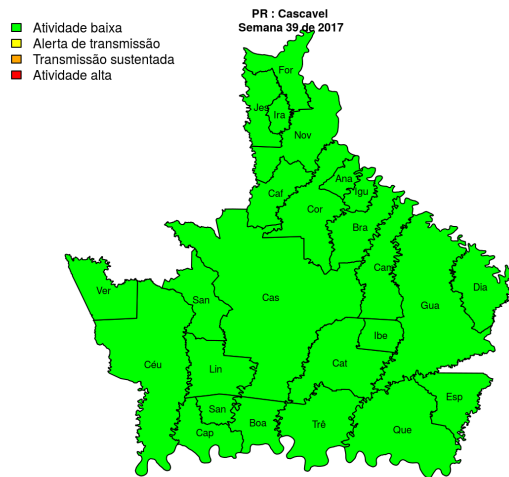 PR : Cascavel
Semana 39 de 2017
Atividade baixa
Alerta de transmissão
Transmissão sustentada
Atividade alta
For
Jes
Ira
Nov
Ana
Igu
Caf
Cor
Bra
Cam
Ver
San
Cas
Gua
Dia
Ibe
Céu
Lin
Cat
Esp
San
Cap
Boa
Trê
Que